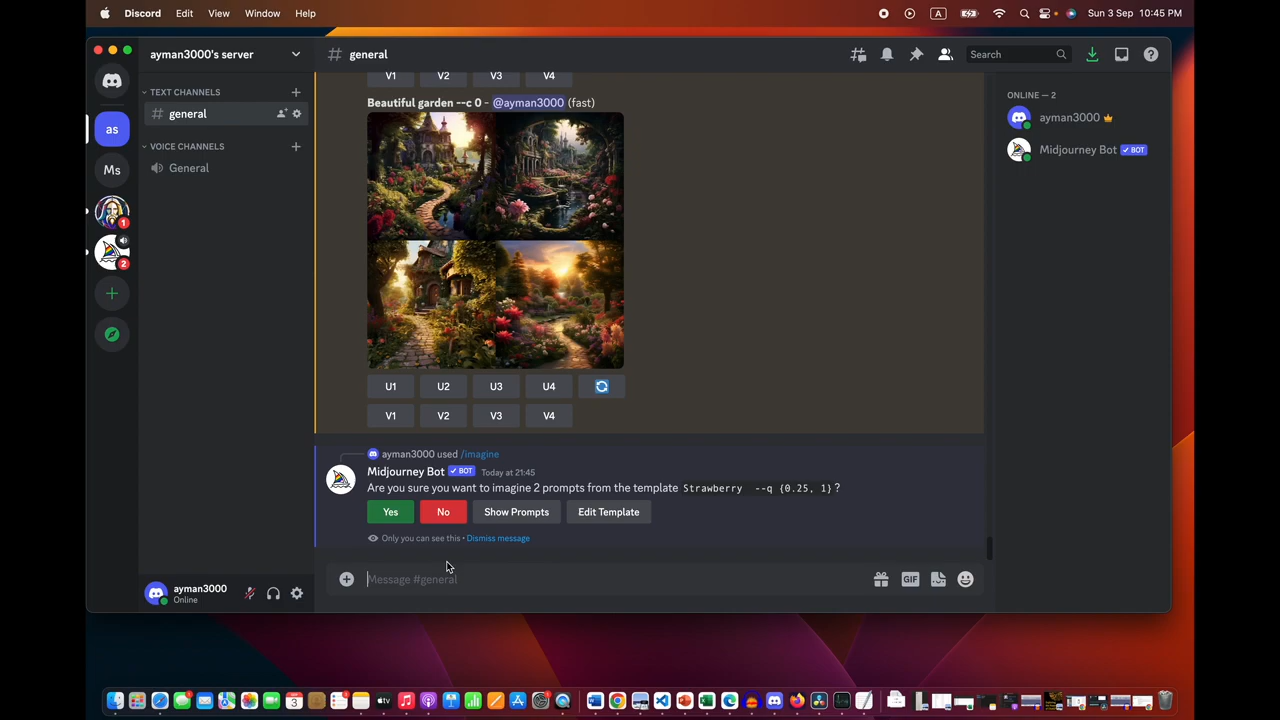 Discord Edit View Window Help
A
Sun 3 Sep 10:45 PM
ayman3000's server
# general
Search
TEXT CHANNELS
# general
VOICE CHANNELS
General
as
Ms
1
2
V1 V2 V3 V4
Beautiful garden --c 0 - @ayman3000 (fast)
U1 U2 U3 U4
V1 V2 V3 V4
ayman3000 used /imagine
Midjourney Bot ✓ BOT Today at 21:45
Are you sure you want to imagine 2 prompts from the template Strawberry --q {0.25, 1}?
Yes No Show Prompts Edit Template
Only you can see this • Dismiss message
Message #general
GIF
ayman3000
Online
ONLINE — 2
ayman3000
Midjourney Bot ✓ BOT